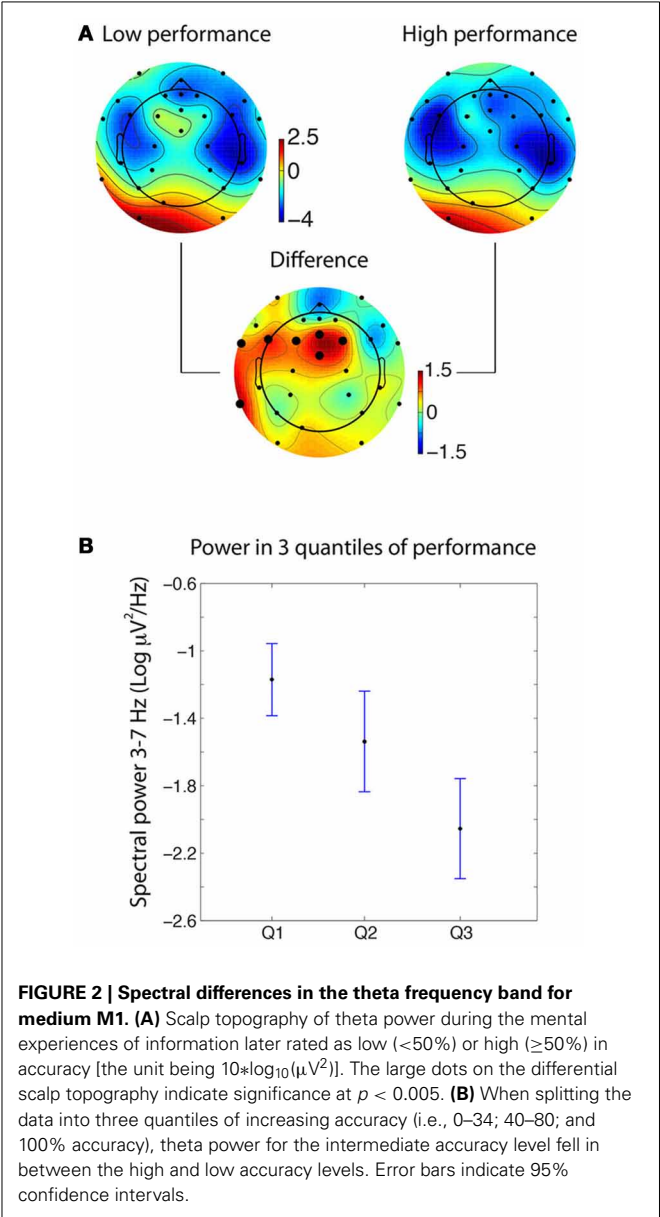 A Low performance High performance
2.5
0
−4
Difference
1.5
0
−1.5
B Power in 3 quantiles of performance
Spectral power 3-7 Hz (Log µV²/Hz)
−0.6
−1
−1.4
−1.8
−2.2
−2.6
Q1 Q2 Q3
FIGURE 2 | Spectral differences in the theta frequency band for
medium M1. (A) Scalp topography of theta power during the mental
experiences of information later rated as low (<50%) or high (≥50%) in
accuracy [the unit being 10∗log₁₀(µV²)]. The large dots on the differential
scalp topography indicate significance at p < 0.005. (B) When splitting the
data into three quantiles of increasing accuracy (i.e., 0–34; 40–80; and
100% accuracy), theta power for the intermediate accuracy level fell in
between the high and low accuracy levels. Error bars indicate 95%
confidence intervals.